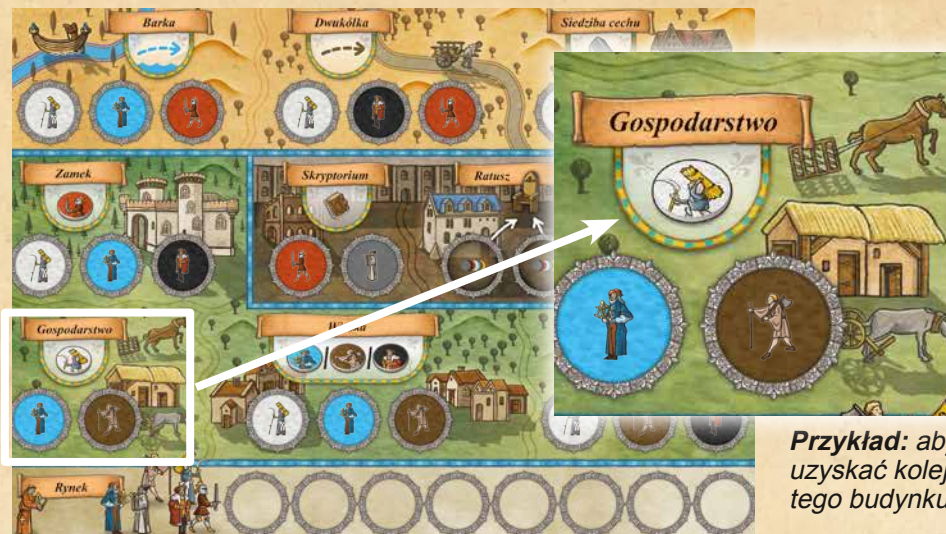 Barka
Dwukółka
Siedziba cechu
Zamek
Skryptorium
Ratusz
Gospodarstwo
Gospodarstwo
Rynek
Przykład: aby
uzyskać kolej
tego budynku